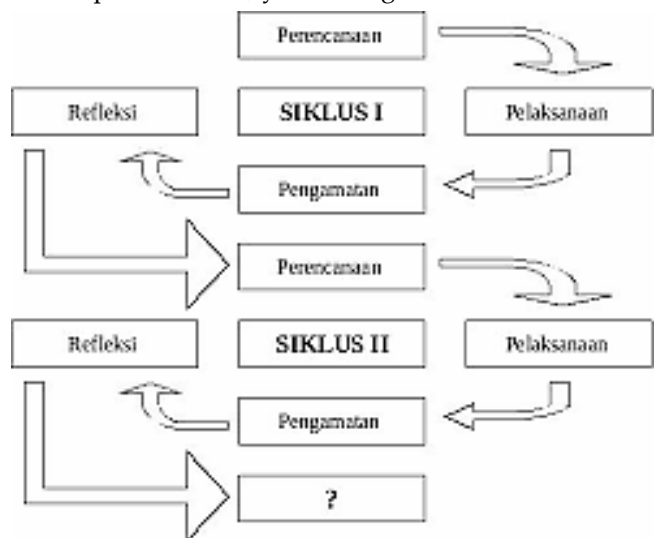 Perencanaan
Refleksi
SIKLUS I
Pelaksanaan
Pengamatan
Perencanaan
Refleksi
SIKLUS II
Pelaksanaan
Pengamatan
?